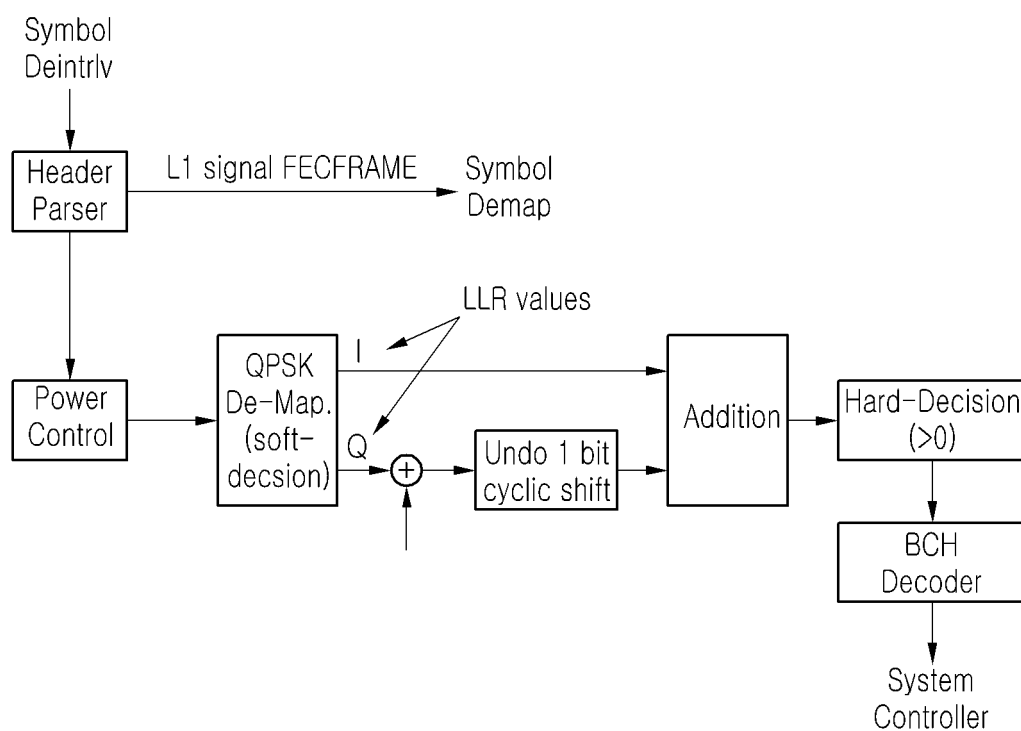 Symbol
Deintrlv
Header
Parser
L1 signal FECFRAME
Symbol
Demap
LLR values
Power
Control
QPSK
De-Map.
(soft-
decsion)
I
Q
+
Undo 1 bit
cyclic shift
Addition
Hard-Decision
(>0)
BCH
Decoder
System
Controller